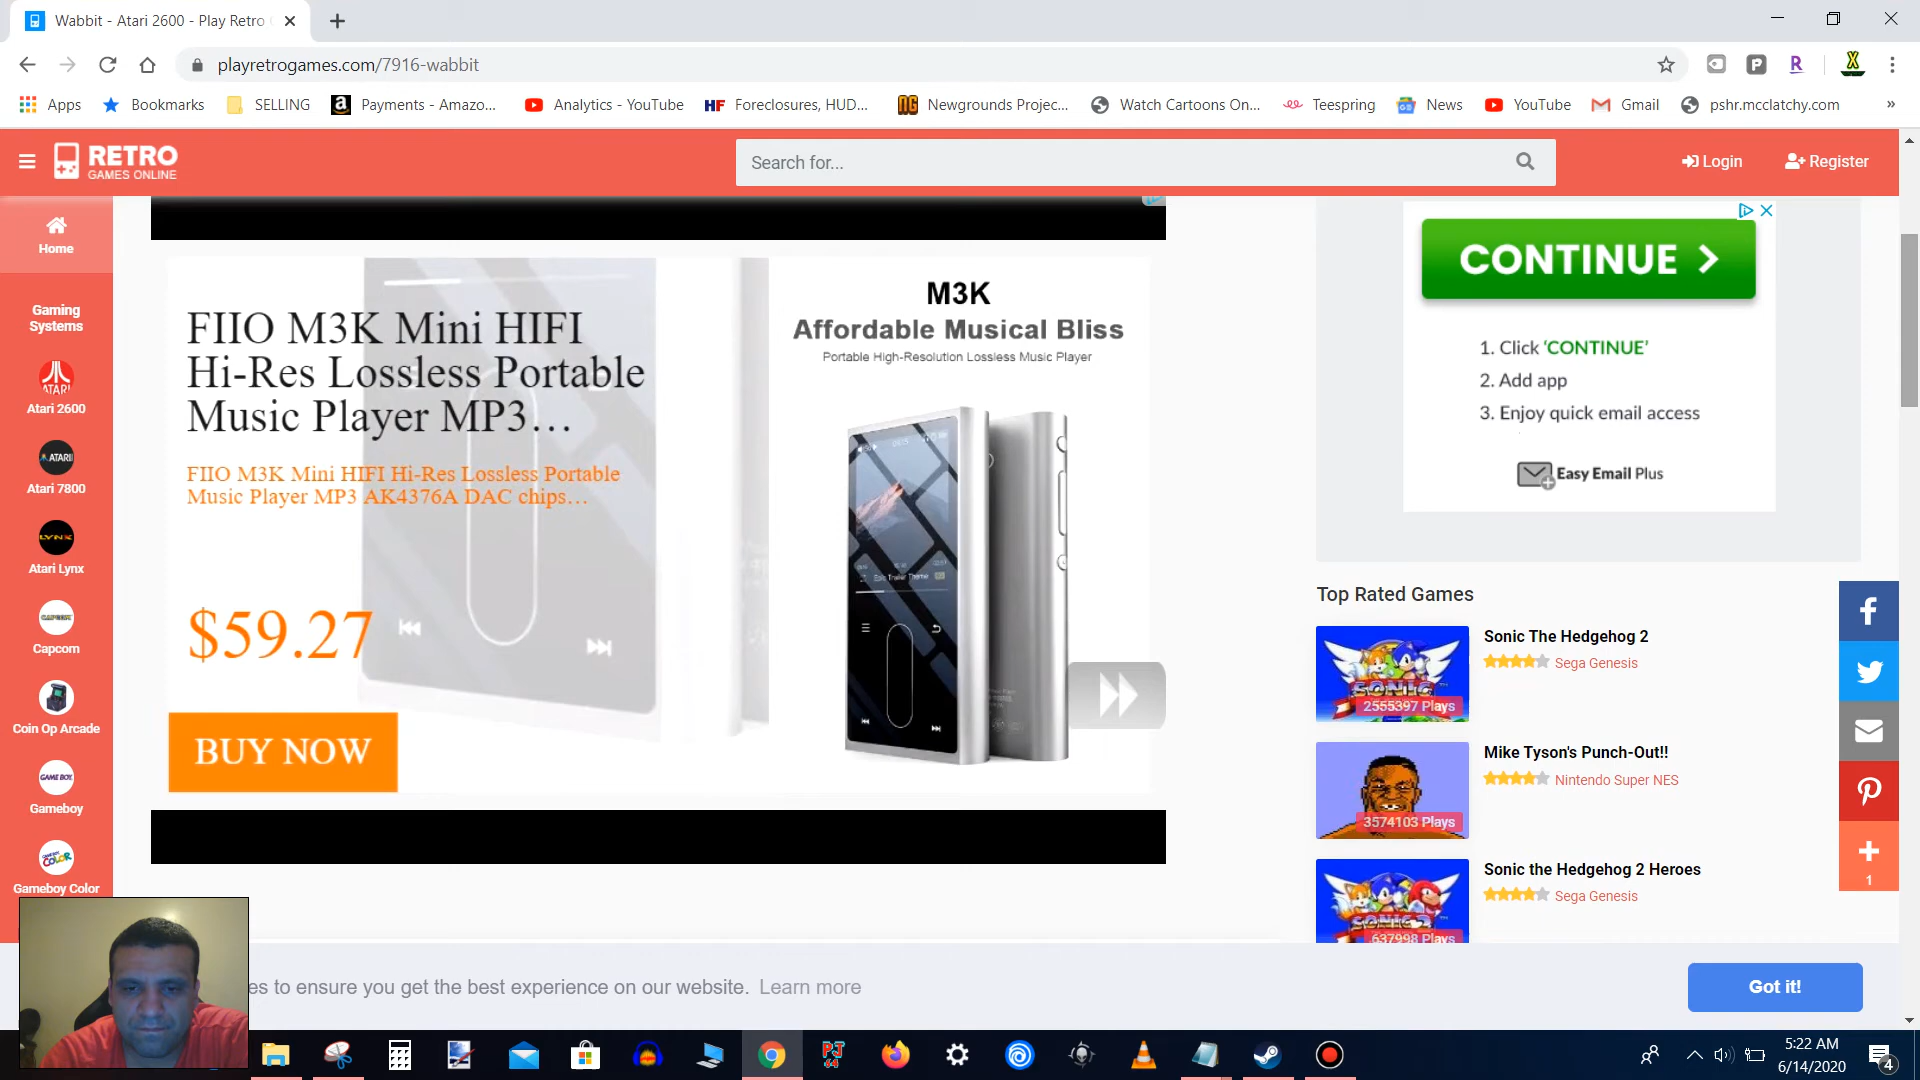 Wabbit - Atari 2600 - Play Retro
playretrogames.com/7916-wabbit
Apps
Bookmarks
SELLING
Payments - Amazo...
Analytics - YouTube
HF Foreclosures, HUD...
Newgrounds Projec...
Watch Cartoons On...
Teespring
News
YouTube
Gmail
pshr.mcclatchy.com
»
RETRO
GAMES ONLINE
Search for...
Login
Register
Home
Gaming
Systems
ATARI
Atari 2600
ATARI
Atari 7800
LYNX
Atari Lynx
CAPCOM
Capcom
Coin Op Arcade
GAME BOY
Gameboy
COLOR
Gameboy Color
FIIO M3K Mini HIFI
Hi-Res Lossless Portable
Music Player MP3...
FIIO M3K Mini HIFI Hi-Res Lossless Portable
Music Player MP3 AK4376A DAC chips...
$59.27
BUY NOW
M3K
Affordable Musical Bliss
Portable High-Resolution Lossless Music Player
Epic Trailer Theme
CONTINUE >
1. Click 'CONTINUE'
2. Add app
3. Enjoy quick email access
Easy Email Plus
Top Rated Games
SONIC
2555397 Plays
Sonic The Hedgehog 2
Sega Genesis
3574103 Plays
Mike Tyson's Punch-Out!!
Nintendo Super NES
SONIC
637998 Plays
Sonic the Hedgehog 2 Heroes
Sega Genesis
1
es to ensure you get the best experience on our website. Learn more
Got it!
PJ
64
5:22 AM
6/14/2020
4